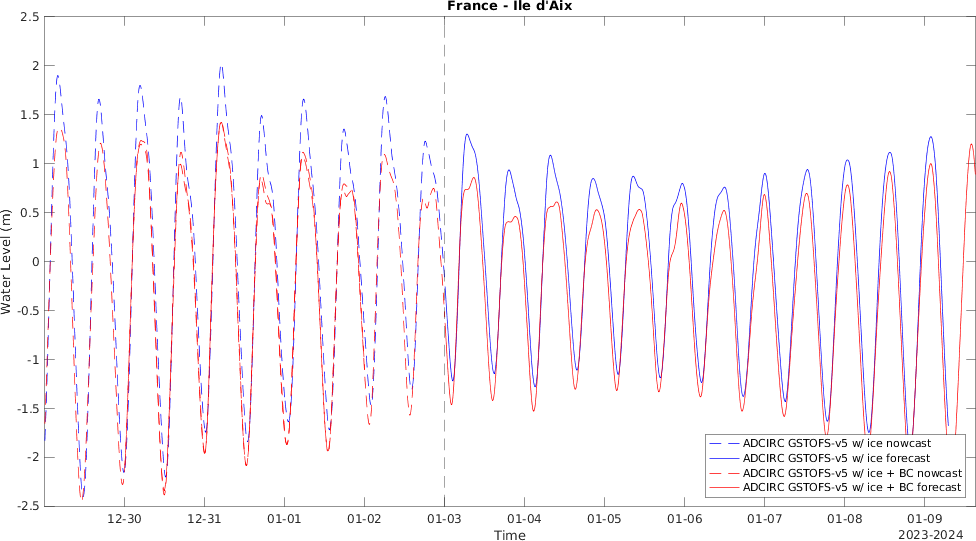 France - Ile d'Aix
2.5
2
1.5
1
0.5
0
-0.5
-1
-1.5
-2
-2.5
Water Level (m)
ADCIRC GSTOFS-v5 w/ ice nowcast
ADCIRC GSTOFS-v5 w/ ice forecast
ADCIRC GSTOFS-v5 w/ ice + BC nowcast
ADCIRC GSTOFS-v5 w/ ice + BC forecast
12-30 12-31 01-01 01-02 01-03 01-04 01-05 01-06 01-07 01-08 01-09
Time
2023-2024